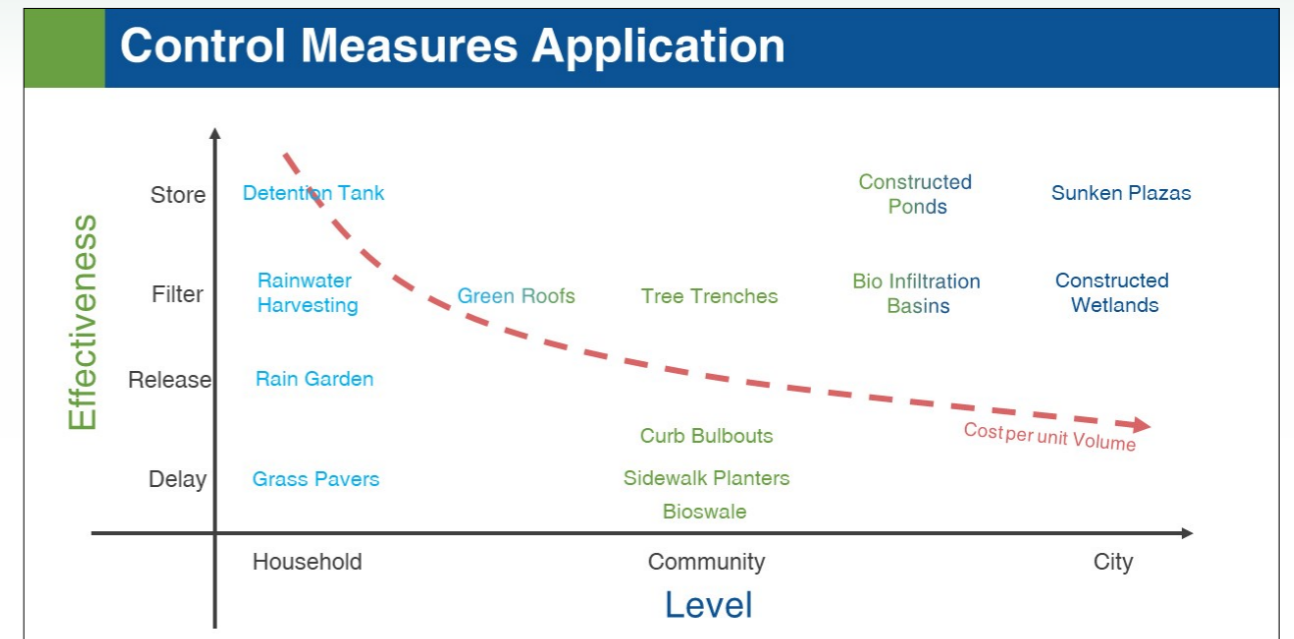 Control Measures Application
Effectiveness
Store
Detention Tank
Constructed
Ponds
Sunken Plazas
Filter
Rainwater
Harvesting
Green Roofs
Tree Trenches
Bio Infiltration
Basins
Constructed
Wetlands
Release
Rain Garden
Curb Bulbouts
Cost per unit Volume
Delay
Grass Pavers
Sidewalk Planters
Bioswale
Household
Community
City
Level